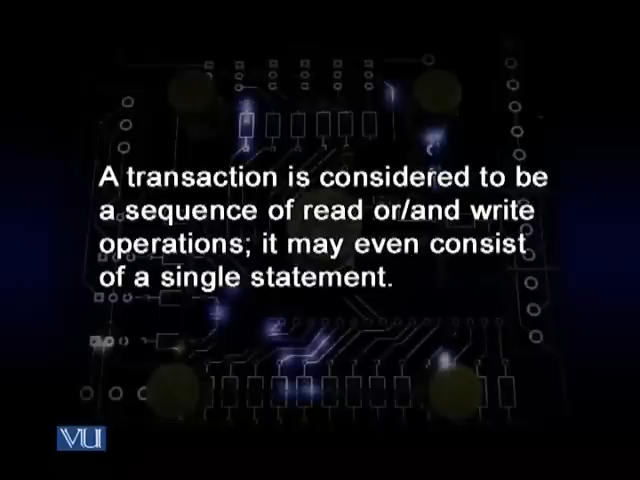 A transaction is considered to be
a sequence of read or/and write
operations; it may even consist
of a single statement.
VU